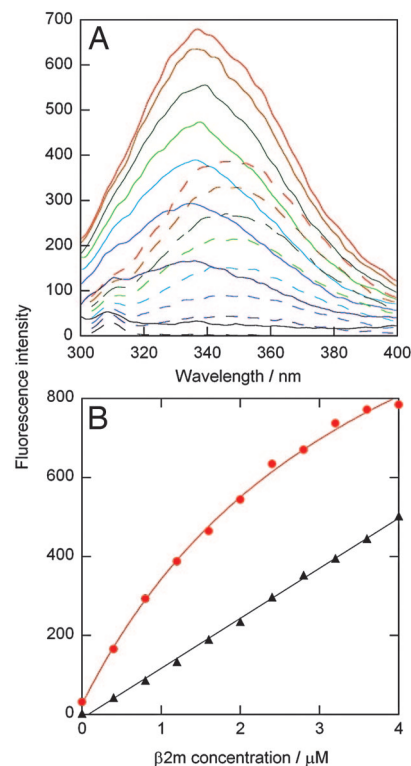 A
700
600
500
400
300
200
100
0
300 320 340 360 380 400
Wavelength / nm
Fluorescence intensity
B
800
600
400
200
0
0 1 2 3 4
β2m concentration / μM